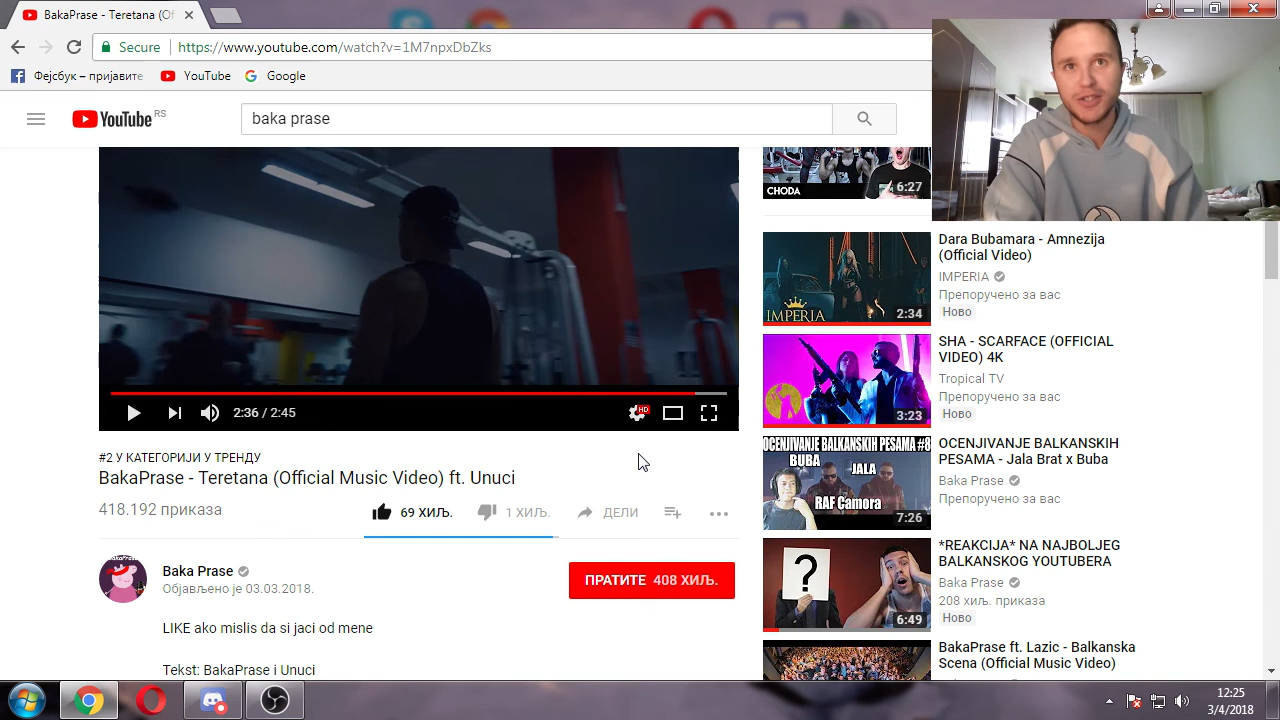 BakaPrase - Teretana (Of
Secure
https://www.youtube.com/watch?v=1M7npxDbZks
Фејсбук – пријавите
YouTube
Google
YouTube RS
baka prase
CHODA
6:27
2:36 / 2:45
HD
#2 У КАТЕГОРИЈИ У ТРЕНДУ
BakaPrase - Teretana (Official Music Video) ft. Unuci
418.192 приказа
69 ХИЉ.
1 ХИЉ.
ДЕЛИ
Baka Prase
Објављено је 03.03.2018.
ПРАТИТЕ 408 ХИЉ.
LIKE ako mislis da si jaci od mene
Tekst: BakaPrase i Unuci
IMPERIA
2:34
Dara Bubamara - Amnezija
(Official Video)
IMPERIA
Препоручено за вас
Ново
3:23
SHA - SCARFACE (OFFICIAL
VIDEO) 4K
Tropical TV
Препоручено за вас
Ново
OCENJIVANJE BALKANSKIH PESAMA #8
BUBA
JALA
RAF Camora
7:26
OCENJIVANJE BALKANSKIH
PESAMA - Jala Brat x Buba
Baka Prase
Препоручено за вас
?
6:49
*REAKCIJA* NA NAJBOLJEG
BALKANSKOG YOUTUBERA
Baka Prase
208 хиљ. приказа
Ново
BakaPrase ft. Lazic - Balkanska
Scena (Official Music Video)
12:25
3/4/2018